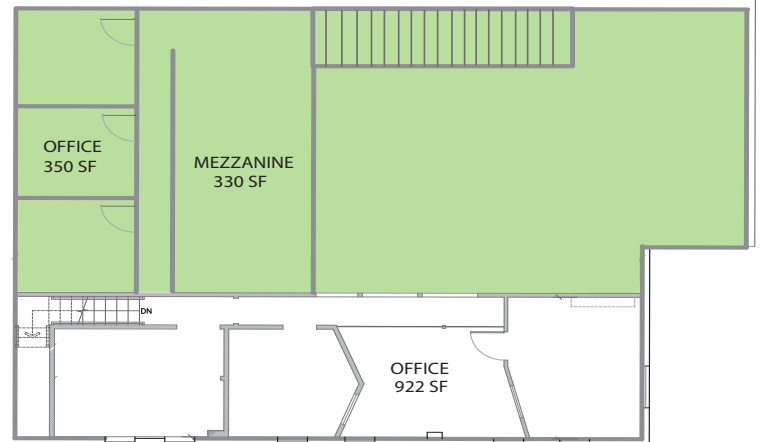 OFFICE
350 SF
MEZZANINE
330 SF
DN
OFFICE
922 SF